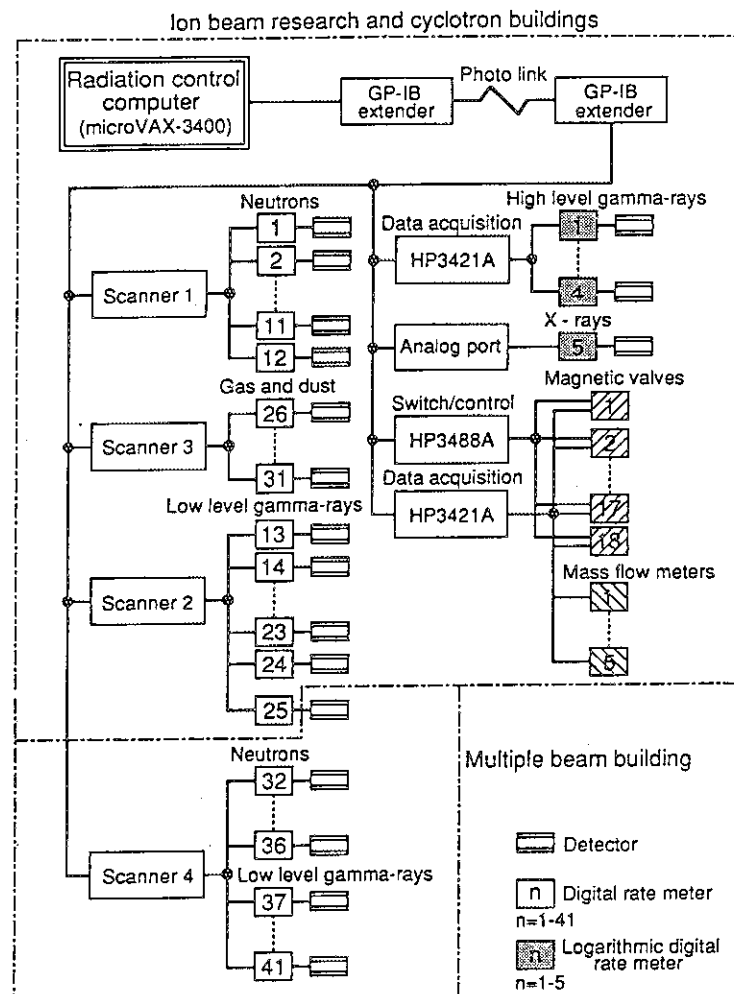 Ion beam research and cyclotron buildings
Radiation control
computer
(microVAX-3400)
GP-IB
extender
Photo link
GP-IB
extender
Neutrons
1
2
11
12
Scanner 1
Gas and dust
26
31
Scanner 3
Low level gamma-rays
13
14
23
24
25
Scanner 2
High level gamma-rays
Data acquisition
HP3421A
1
4
X - rays
Analog port
5
Magnetic valves
Switch/control
HP3488A
1
2
17
18
Data acquisition
HP3421A
Mass flow meters
1
5
Neutrons
32
36
Scanner 4
Low level gamma-rays
37
41
Multiple beam building
Detector
n Digital rate meter
n=1-41
n Logarithmic digital
rate meter
n=1-5